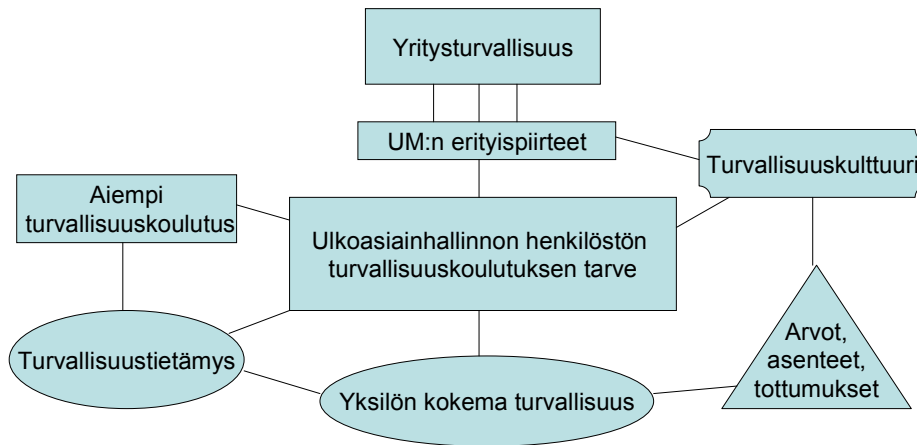 Yritysturvallisuus
UM:n erityispiirteet
Turvallisuuskulttuuri
Aiempi
turvallisuuskoulutus
Ulkoasiainhallinnon henkilöstön
turvallisuuskoulutuksen tarve
Turvallisuustietämys
Yksilön kokema turvallisuus
Arvot,
asenteet,
tottumukset